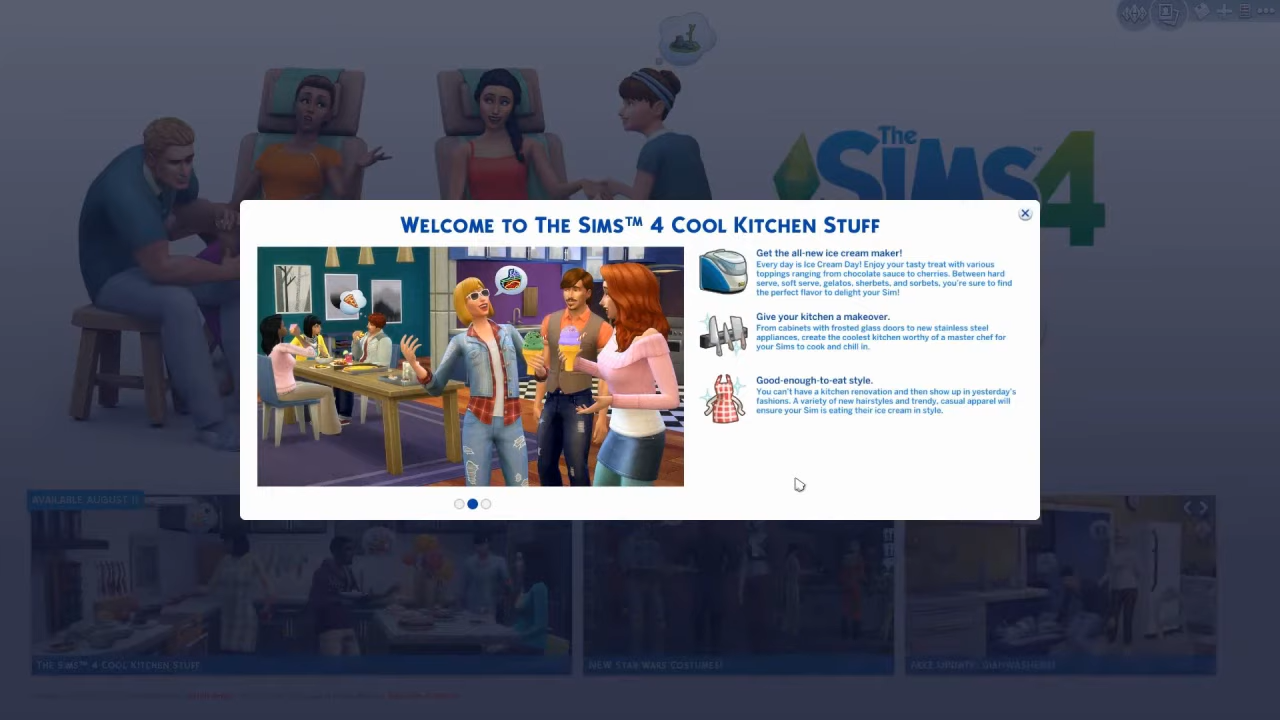 The
SIMS 4
WELCOME TO THE SIMS™ 4 COOL KITCHEN STUFF
Get the all-new ice cream maker!
Every day is Ice Cream Day! Enjoy your tasty treat with various
toppings ranging from chocolate sauce to cherries. Between hard
serve, soft serve, gelatos, sherbets, and sorbets, you're sure to find
the perfect flavor to delight your Sim!
Give your kitchen a makeover.
From cabinets with frosted glass doors to new stainless steel
appliances, create the coolest kitchen worthy of a master chef for
your Sims to cook and chill in.
Good-enough-to-eat style.
You can't have a kitchen renovation and then show up in yesterday's
fashions. A variety of new hairstyles and trendy, casual apparel will
ensure your Sim is eating their ice cream in style.
AVAILABLE AUGUST 11
THE SIMS™ 4 COOL KITCHEN STUFF
NEW STAR WARS COSTUMES!
FREE UPDATE: DISHWASHERS!